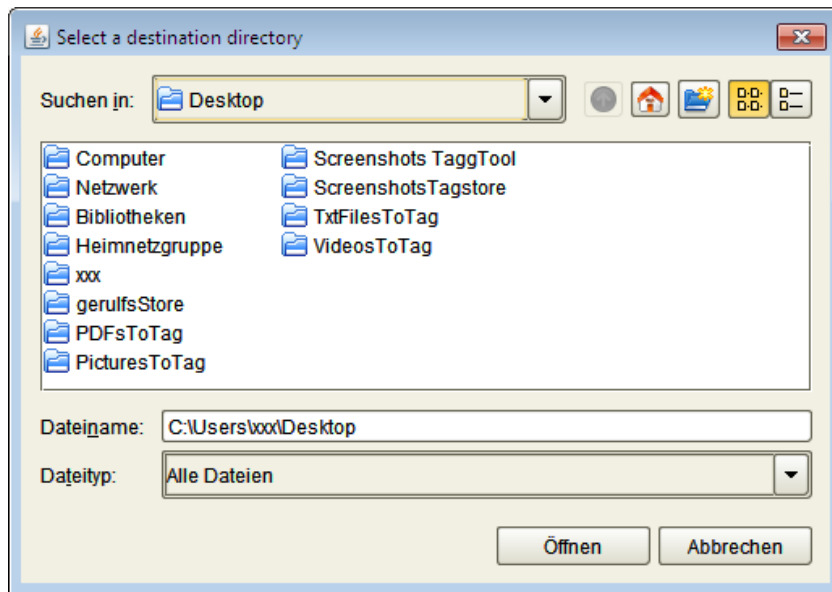 Select a destination directory
Suchen in: Desktop
Computer
Netzwerk
Bibliotheken
Heimnetzgruppe
xxx
gerulfsStore
PDFsToTag
PicturesToTag
Screenshots TaggTool
ScreenshotsTagstore
TxtFilesToTag
VideosToTag
Dateiname: C:\Users\xxx\Desktop
Dateityp: Alle Dateien
Öffnen Abbrechen